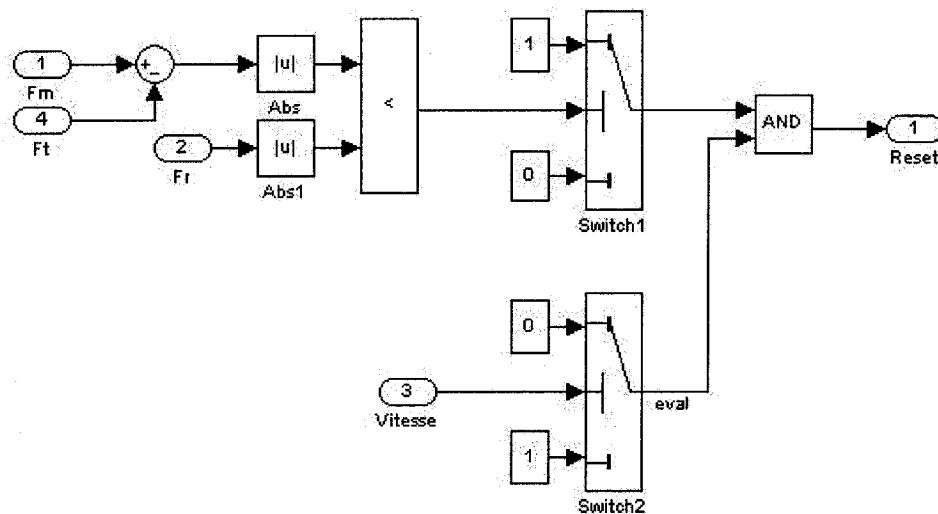 1
Fm
4
Ft
+
-
|u|
Abs
2
Fr
|u|
Abs1
<
1
0
Switch1
AND
1
Reset
0
3
Vitesse
1
Switch2
eval